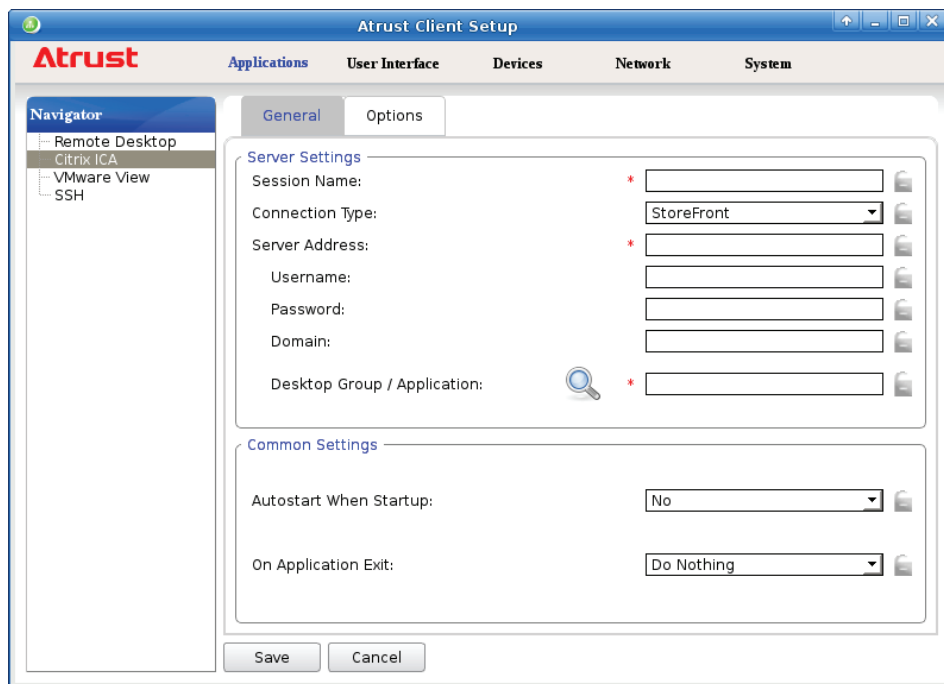 Atrust Client Setup
Atrust
Applications User Interface Devices Network System
Navigator
Remote Desktop
Citrix ICA
VMware View
SSH
General Options
Server Settings
Session Name: *
Connection Type: StoreFront
Server Address: *
Username:
Password:
Domain:
Desktop Group / Application: *
Common Settings
Autostart When Startup: No
On Application Exit: Do Nothing
Save Cancel